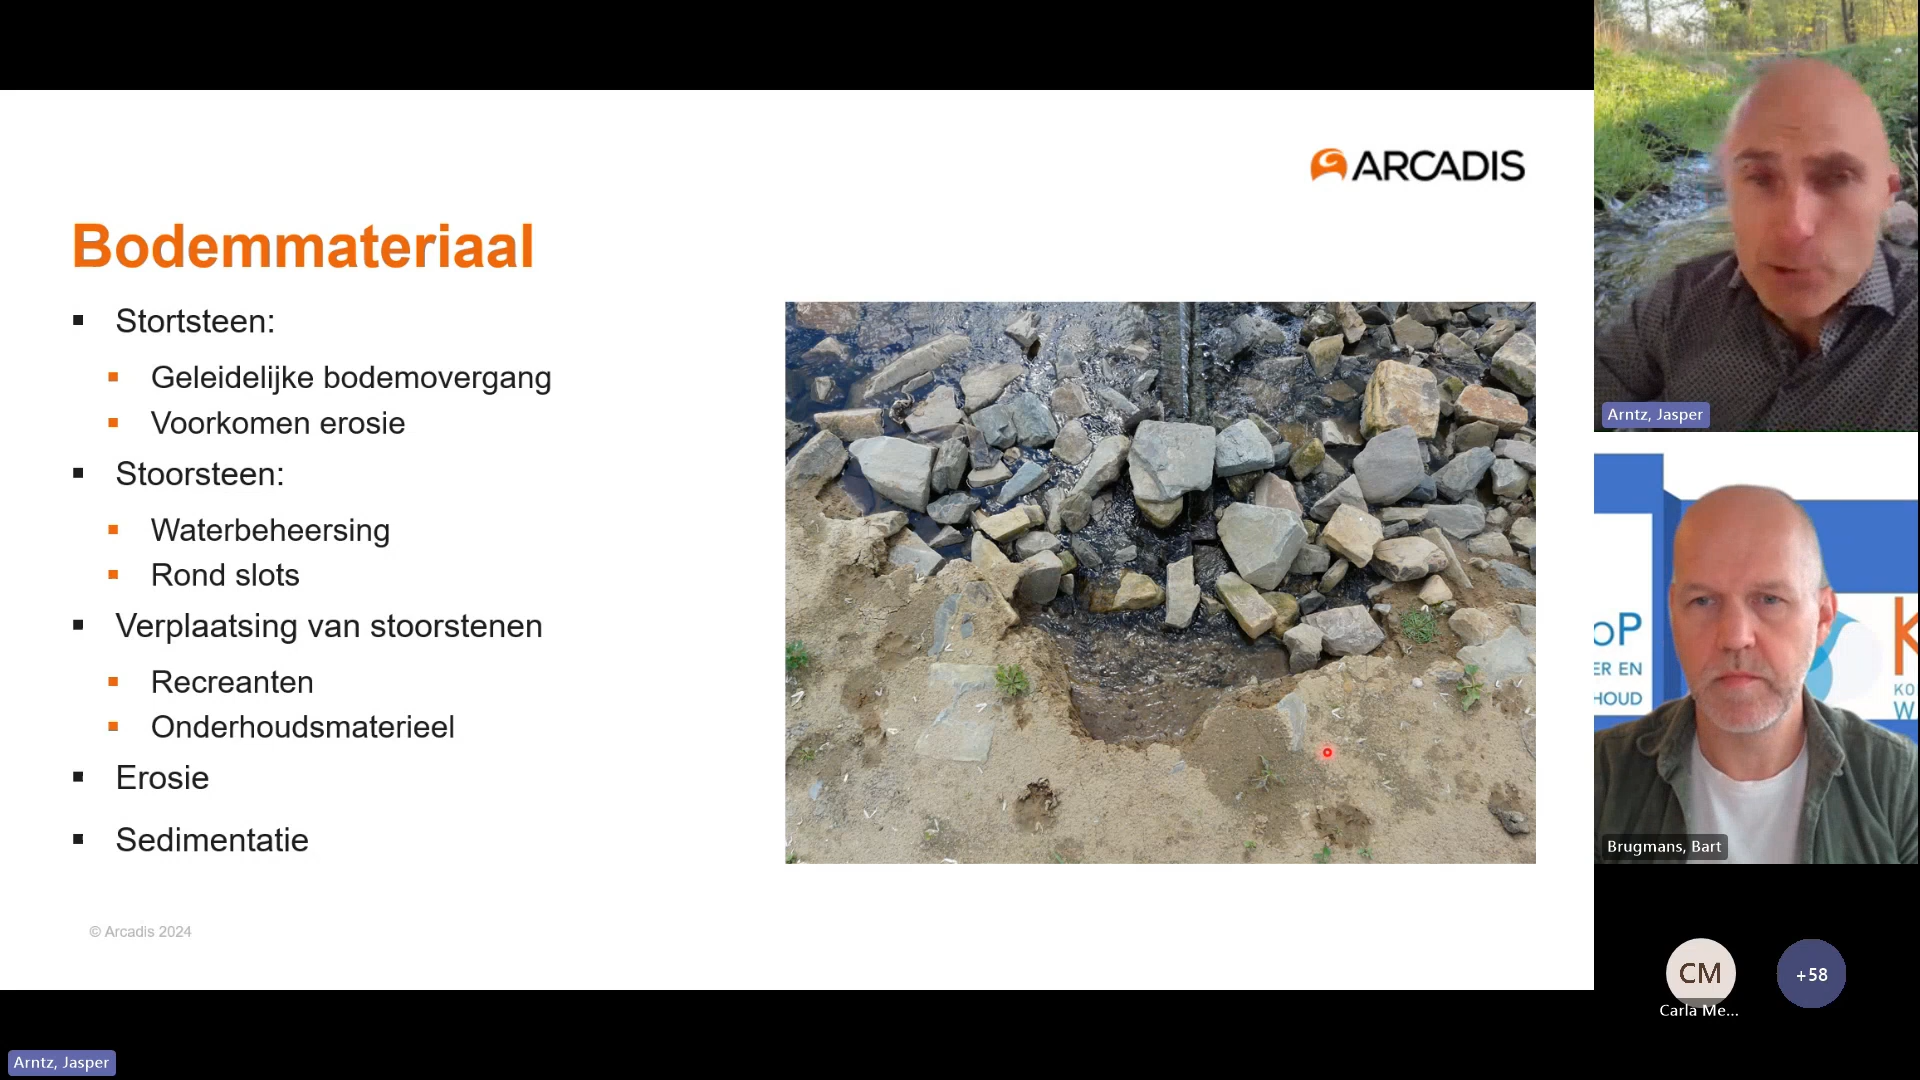 ARCADIS
Bodemmateriaal
Stortsteen:
Geleidelijke bodemovergang
Voorkomen erosie
Stoorsteen:
Waterbeheersing
Rond slots
Verplaatsing van stoorstenen
Recreanten
Onderhoudsmaterieel
Erosie
Sedimentatie
© Arcadis 2024
Arntz, Jasper
oP
ER EN
HOUD
K
KO
W
Brugmans, Bart
CM
+58
Carla Me...
Arntz, Jasper